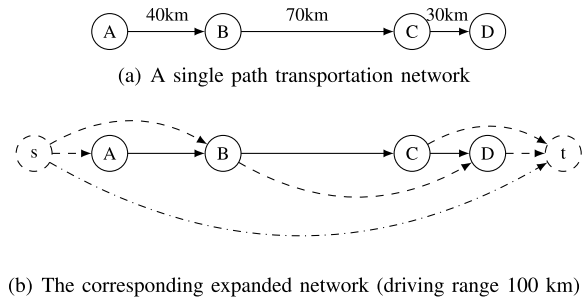 40km 70km 30km
A B C D
(a) A single path transportation network
s A B C D t
(b) The corresponding expanded network (driving range 100 km)